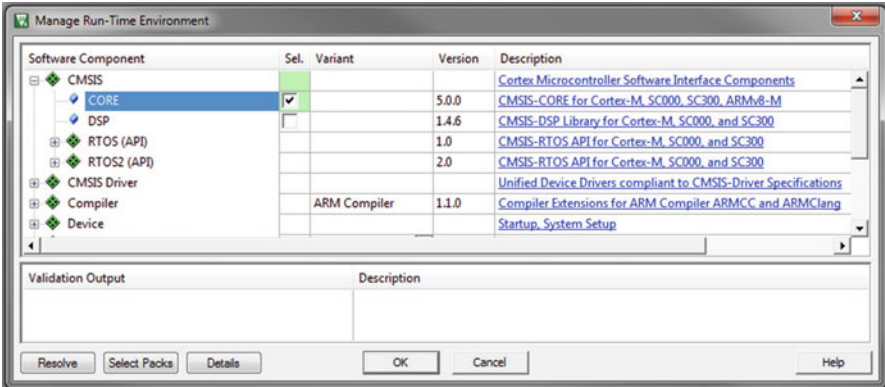 Manage Run-Time Environment
Software Component Sel. Variant Version Description
CMSIS Cortex Microcontroller Software Interface Components
CORE 5.0.0 CMSIS-CORE for Cortex-M, SC000, SC300, ARMv8-M
DSP 1.4.6 CMSIS-DSP Library for Cortex-M, SC000, and SC300
RTOS (API) 1.0 CMSIS-RTOS API for Cortex-M, SC000, and SC300
RTOS2 (API) 2.0 CMSIS-RTOS API for Cortex-M, SC000, and SC300
CMSIS Driver Unified Device Drivers compliant to CMSIS-Driver Specifications
Compiler ARM Compiler 1.1.0 Compiler Extensions for ARM Compiler ARMCC and ARMClang
Device Startup, System Setup
Validation Output Description
Resolve Select Packs Details OK Cancel Help